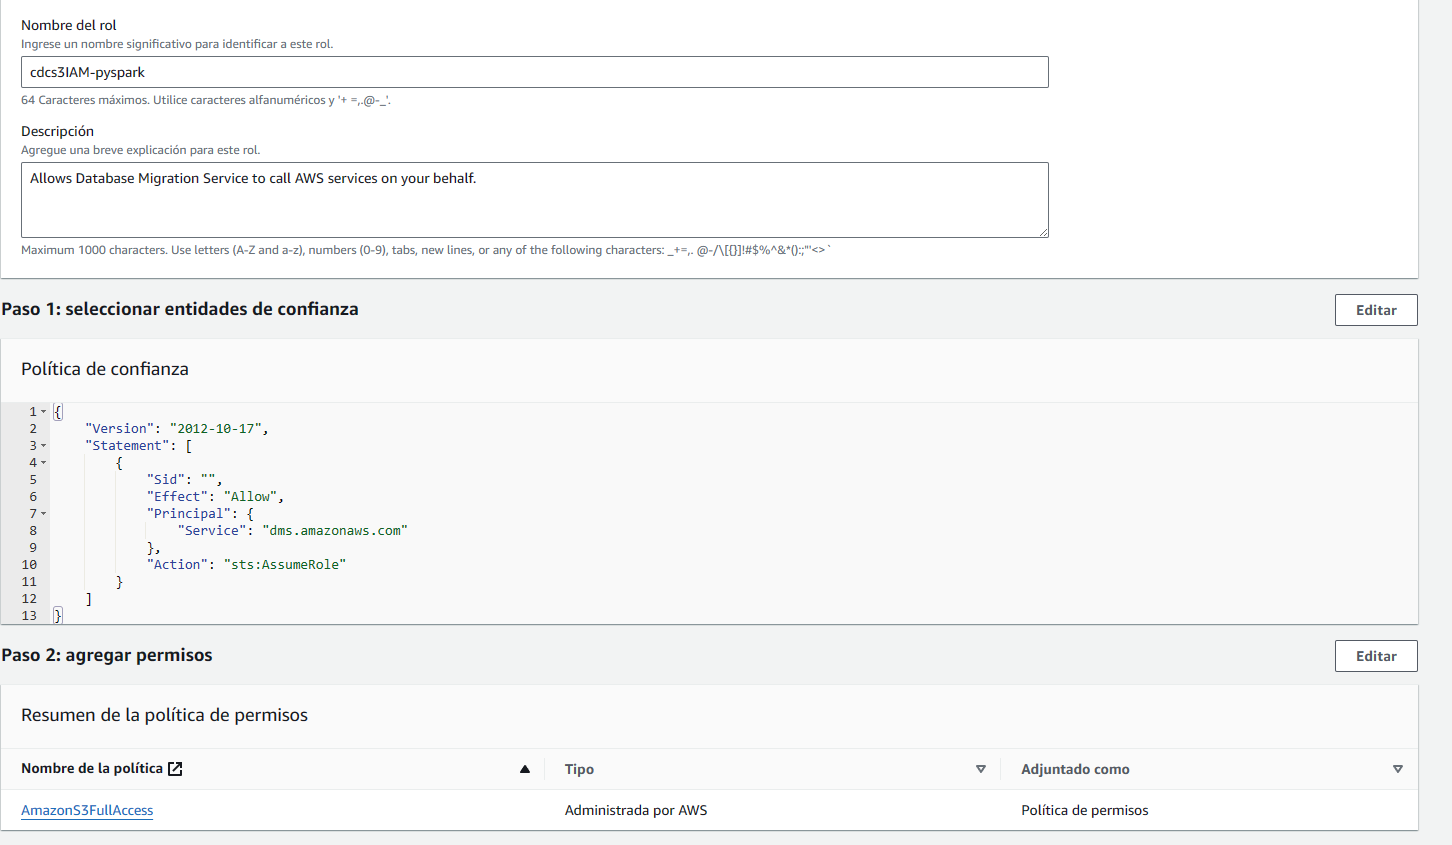 Nombre del rol
Ingrese un nombre significativo para identificar a este rol.
cdcs3IAM-pyspark
64 Caracteres máximos. Utilice caracteres alfanuméricos y '+ =,.@-_'.
Descripción
Agregue una breve explicación para este rol.
Allows Database Migration Service to call AWS services on your behalf.
Maximum 1000 characters. Use letters (A-Z and a-z), numbers (0-9), tabs, new lines, or any of the following characters: _+=,. @-/\[{}]!#$%^&*();:"'<>`
Paso 1: seleccionar entidades de confianza
Editar
Política de confianza
1 {
2     "Version": "2012-10-17",
3     "Statement": [
4         {
5             "Sid": "",
6             "Effect": "Allow",
7             "Principal": {
8                 "Service": "dms.amazonaws.com"
9             },
10             "Action": "sts:AssumeRole"
11         }
12     ]
13 }
Paso 2: agregar permisos
Editar
Resumen de la política de permisos
Nombre de la política Tipo Adjuntado como
AmazonS3FullAccess Administrada por AWS Política de permisos